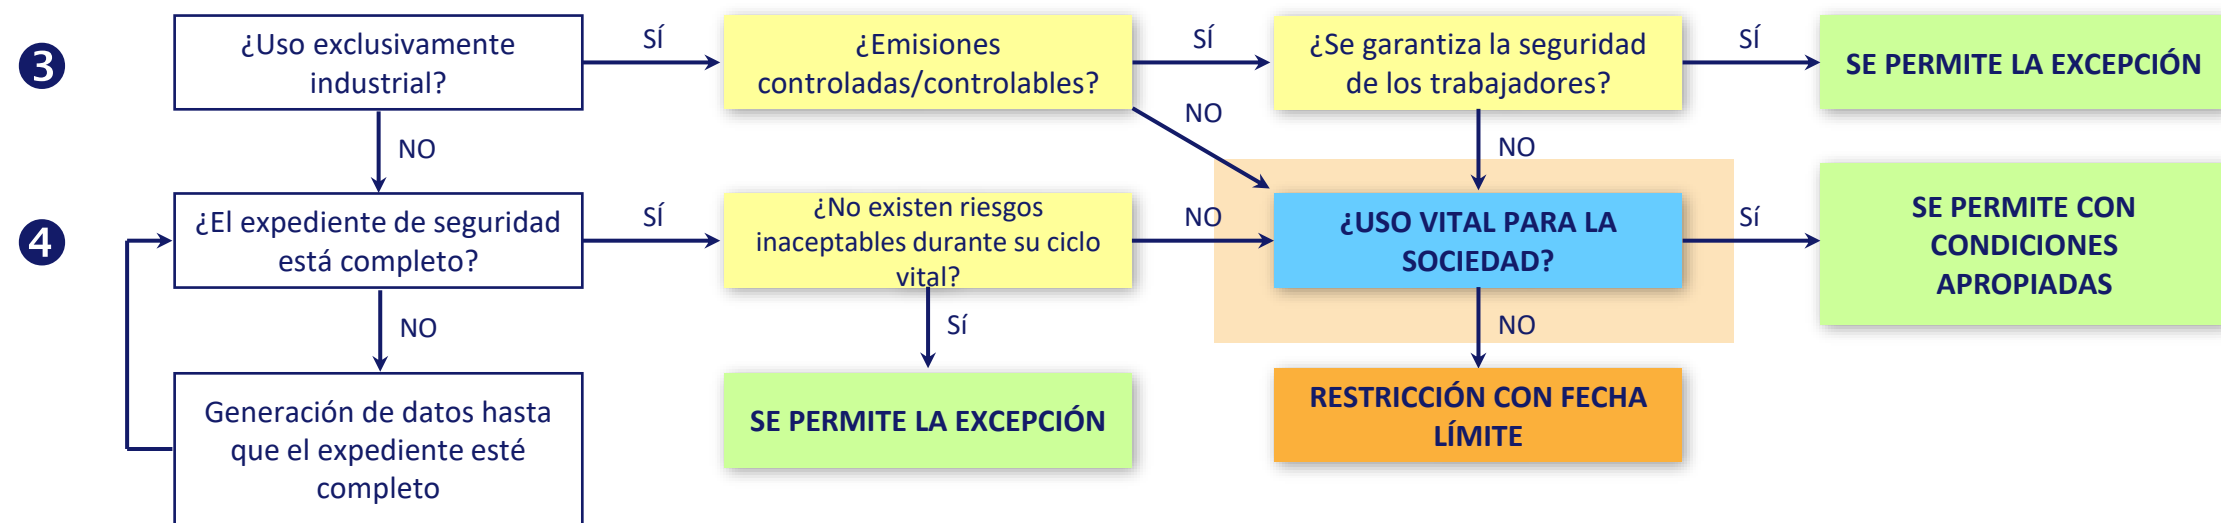 3
¿Uso exclusivamente
industrial?
SÍ
¿Emisiones
controladas/controlables?
SÍ
¿Se garantiza la seguridad
de los trabajadores?
SÍ
SE PERMITE LA EXCEPCIÓN
NO
NO
NO
4
¿El expediente de seguridad
está completo?
SÍ
¿No existen riesgos
inaceptables durante su ciclo
vital?
NO
¿USO VITAL PARA LA
SOCIEDAD?
Sí
SE PERMITE CON
CONDICIONES
APROPIADAS
NO
Sí
NO
Generación de datos hasta
que el expediente esté
completo
SE PERMITE LA EXCEPCIÓN
RESTRICCIÓN CON FECHA
LÍMITE